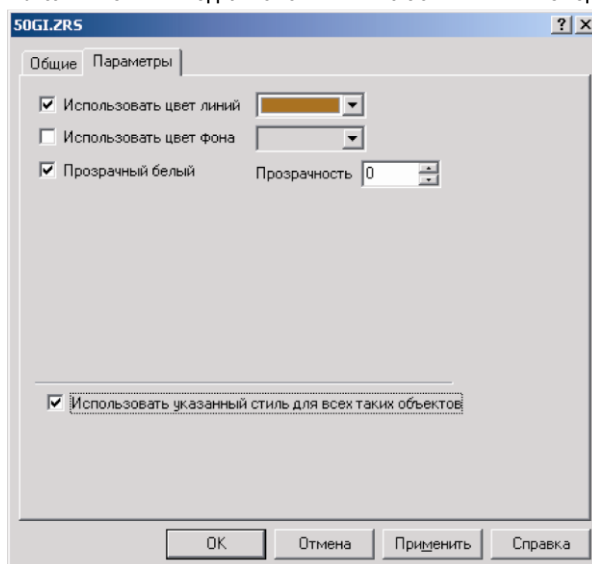 50GI.2RS
Общие Параметры
Использовать цвет линий
Использовать цвет фона
Прозрачный белый Прозрачность 0
Использовать указанный стиль для всех таких объектов
OK Отмена Применить Справка